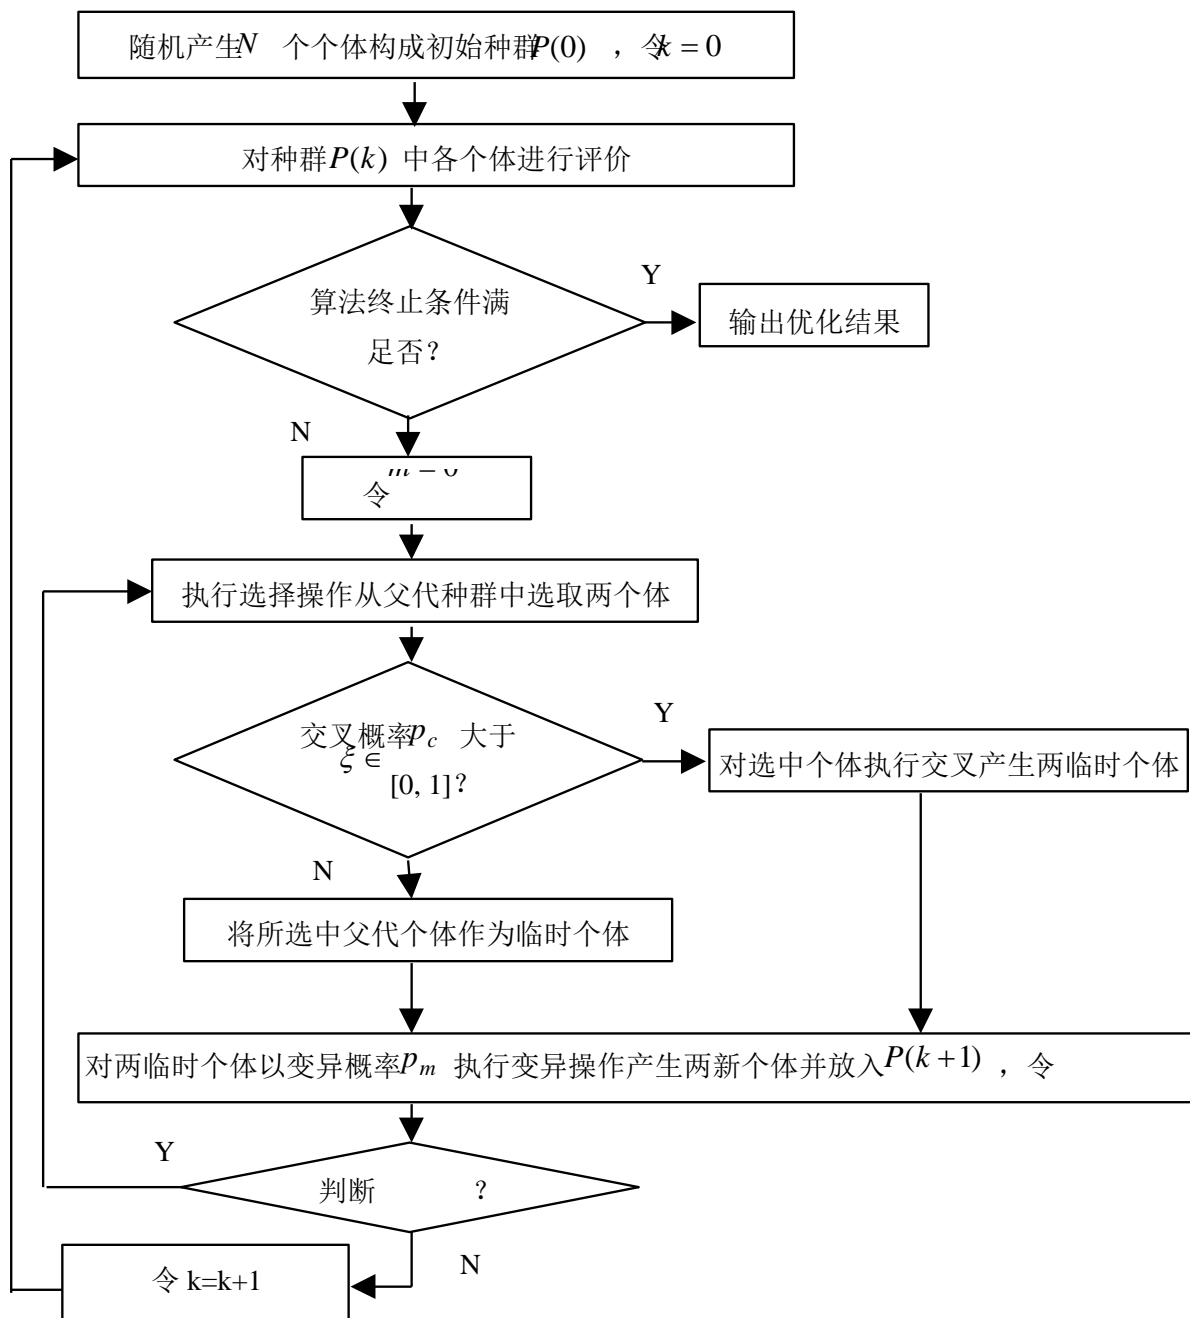 随机产生N 个个体构成初始种群P(0) ，令k = 0
对种群P(k) 中各个体进行评价
算法终止条件满
足否？
Y
输出优化结果
N
令
执行选择操作从父代种群中选取两个体
交叉概率p_c 大于
ξ ∈
[0, 1]？
Y
对选中个体执行交叉产生两临时个体
N
将所选中父代个体作为临时个体
对两临时个体以变异概率p_m 执行变异操作产生两新个体并放入P(k +1) ，令
Y
判断 ？
N
令 k=k+1